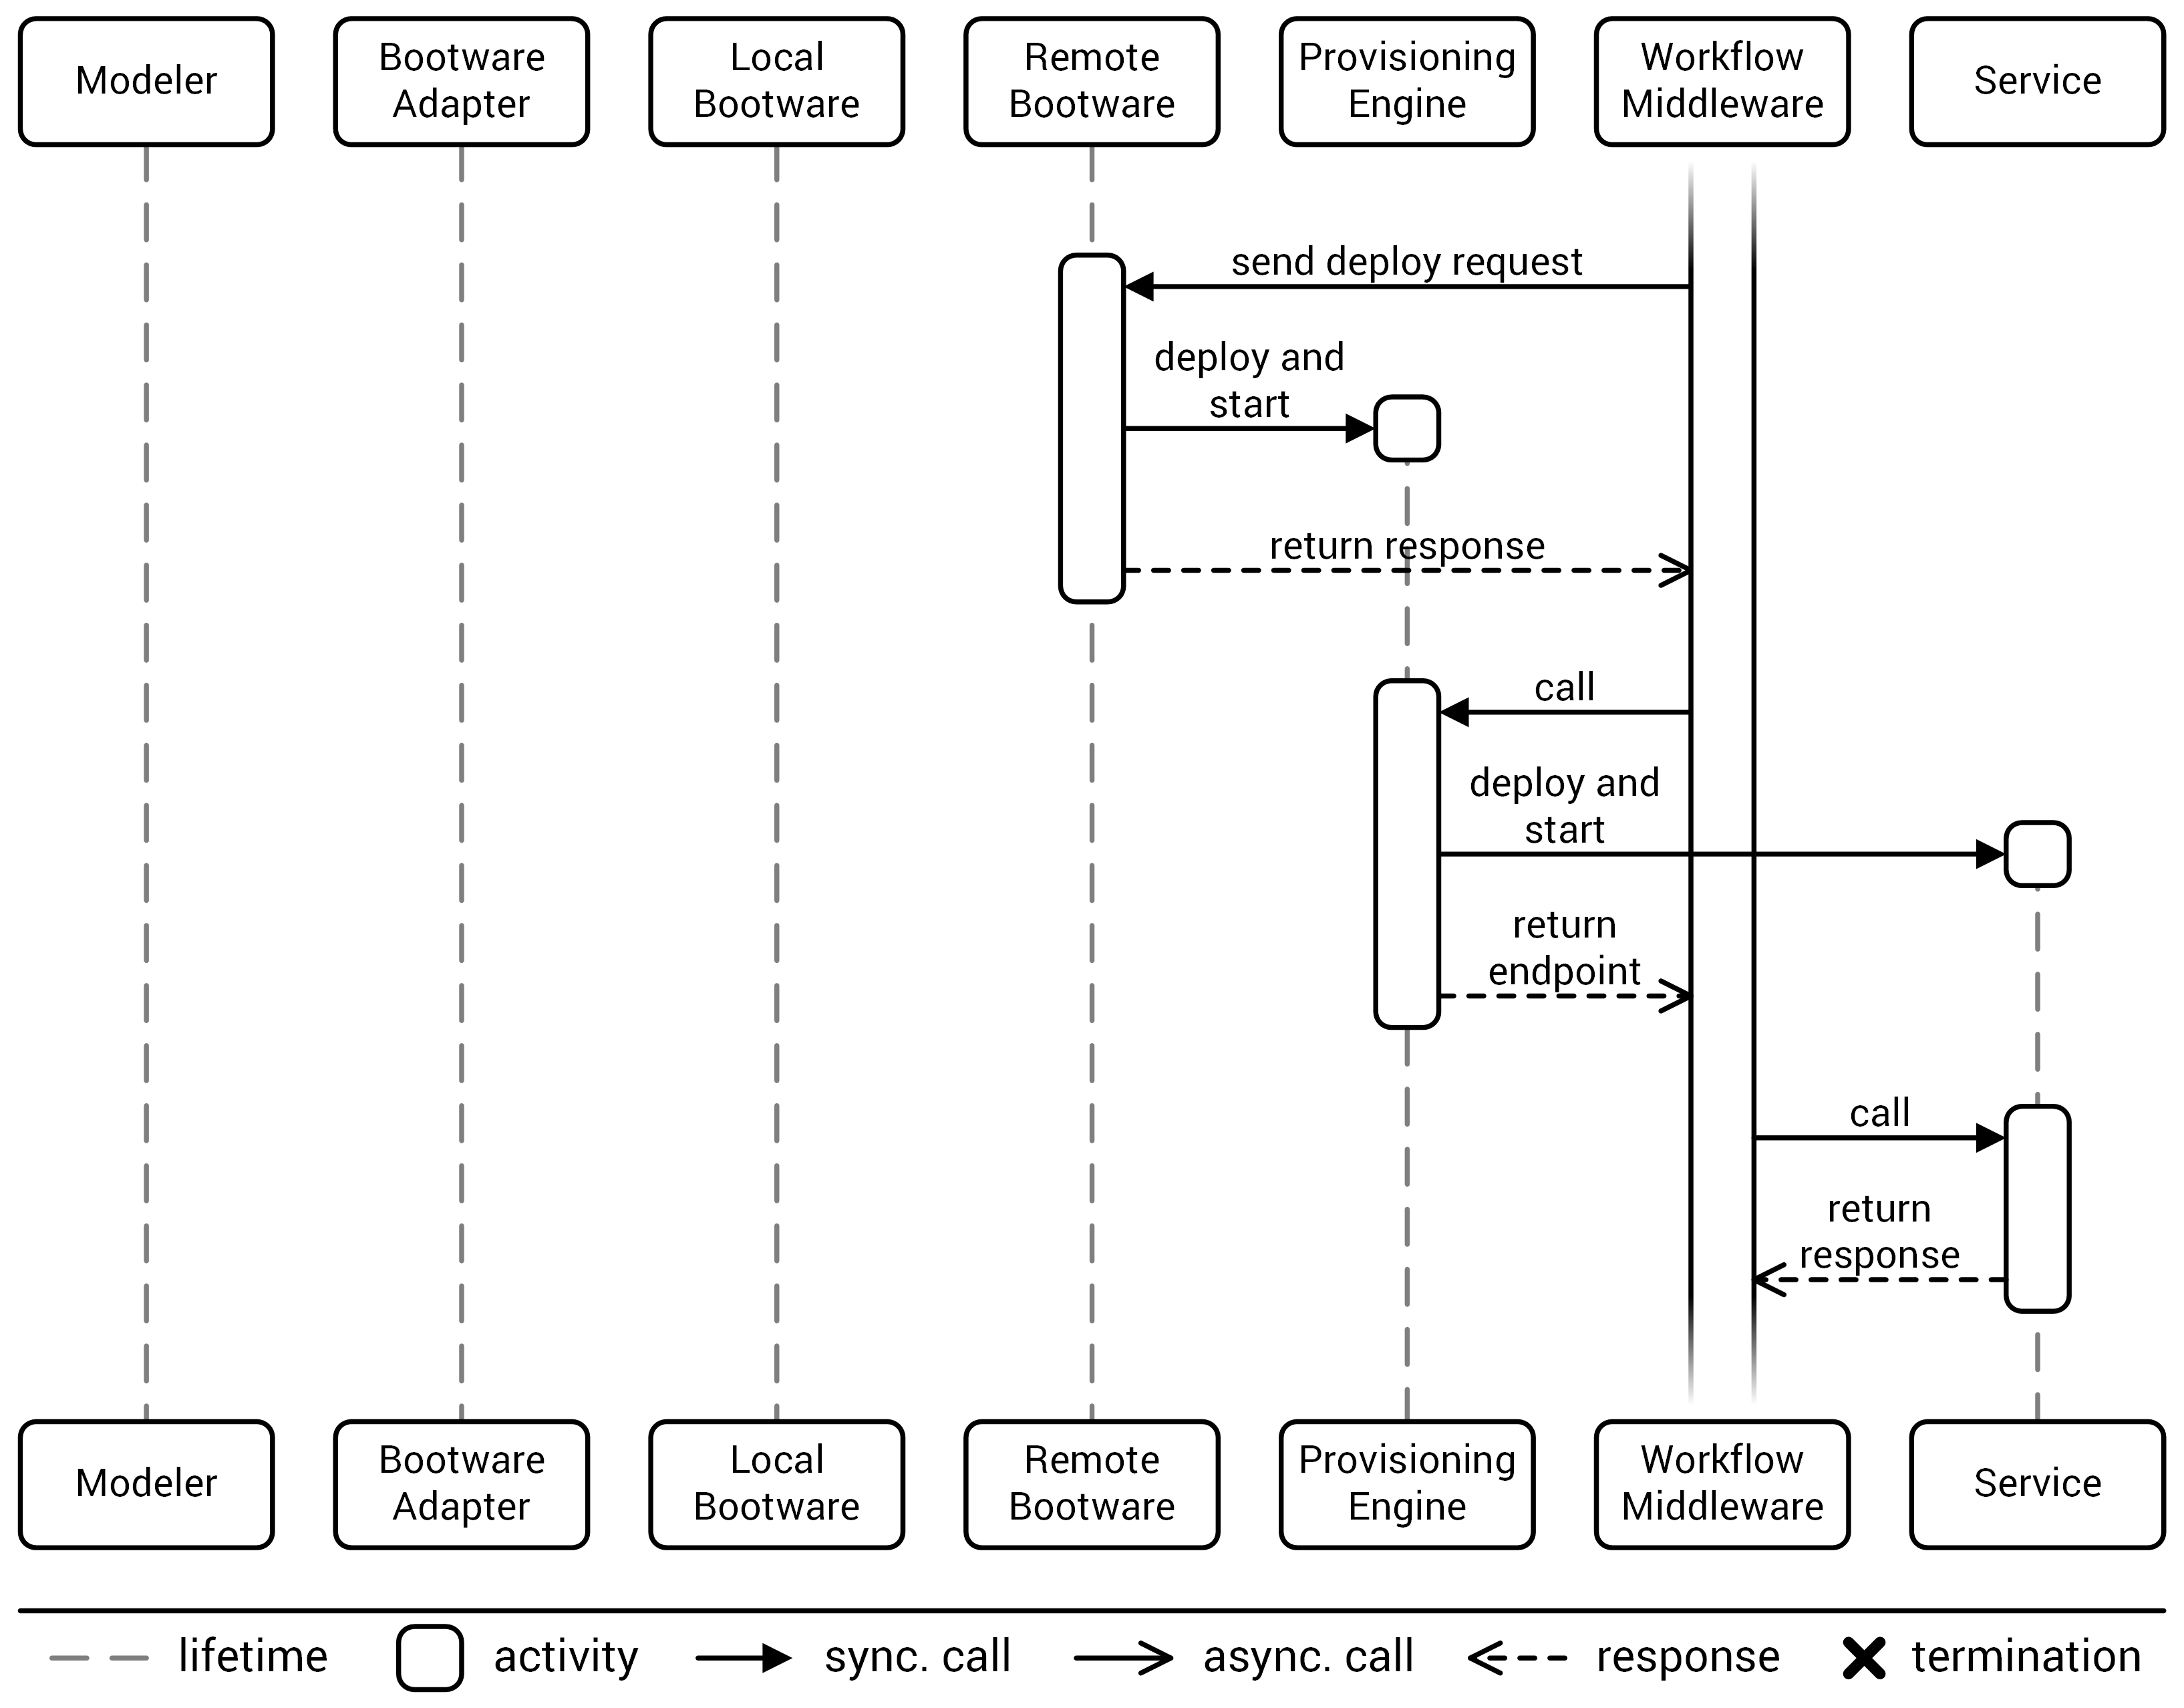 Modeler
Bootware
Adapter
Local
Bootware
Remote
Bootware
Provisioning
Engine
Workflow
Middleware
Service
send deploy request
deploy and
start
return response
call
deploy and
start
return
endpoint
call
return
response
Modeler
Bootware
Adapter
Local
Bootware
Remote
Bootware
Provisioning
Engine
Workflow
Middleware
Service
lifetime
activity
sync. call
async. call
response
termination